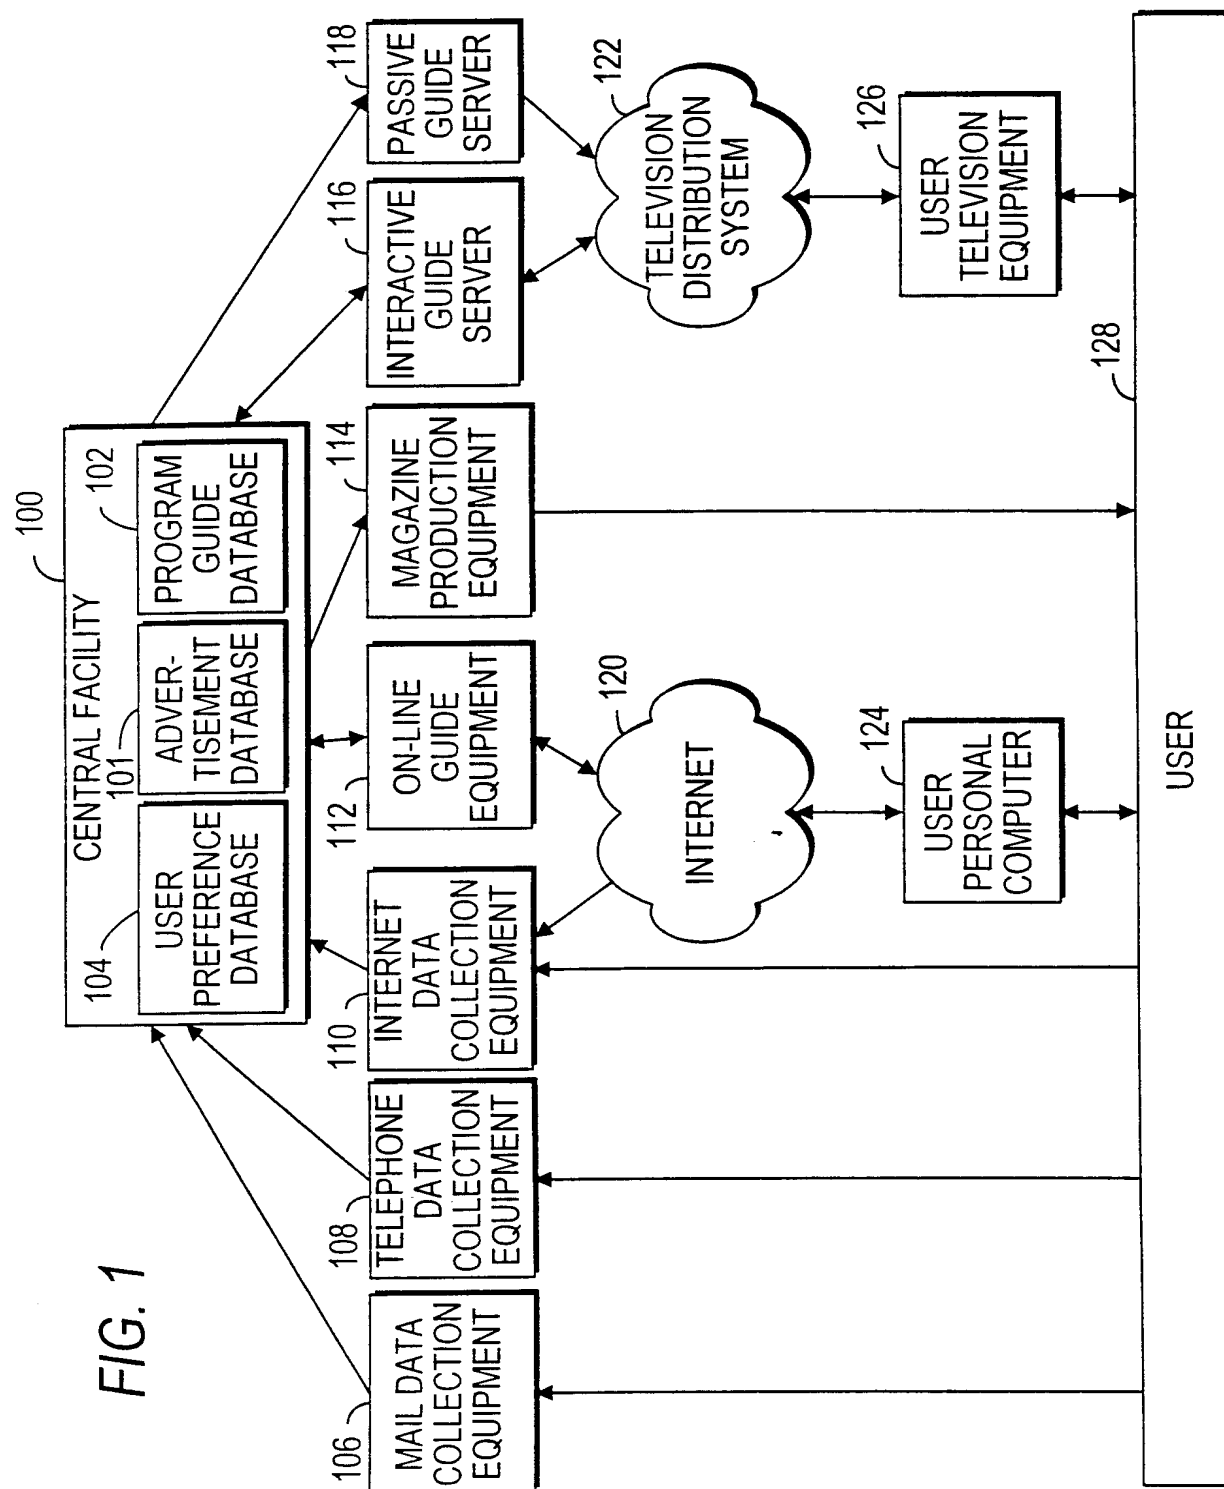 FIG. 1
100
CENTRAL FACILITY
104
USER
PREFERENCE
DATABASE
101
ADVER-
TISEMENT
DATABASE
102
PROGRAM
GUIDE
DATABASE
106
MAIL DATA
COLLECTION
EQUIPMENT
108
TELEPHONE
DATA
COLLECTION
EQUIPMENT
110
INTERNET
DATA
COLLECTION
EQUIPMENT
112
ON-LINE
GUIDE
EQUIPMENT
114
MAGAZINE
PRODUCTION
EQUIPMENT
116
INTERACTIVE
GUIDE
SERVER
118
PASSIVE
GUIDE
SERVER
120
INTERNET
122
TELEVISION
DISTRIBUTION
SYSTEM
124
USER
PERSONAL
COMPUTER
126
USER
TELEVISION
EQUIPMENT
128
USER